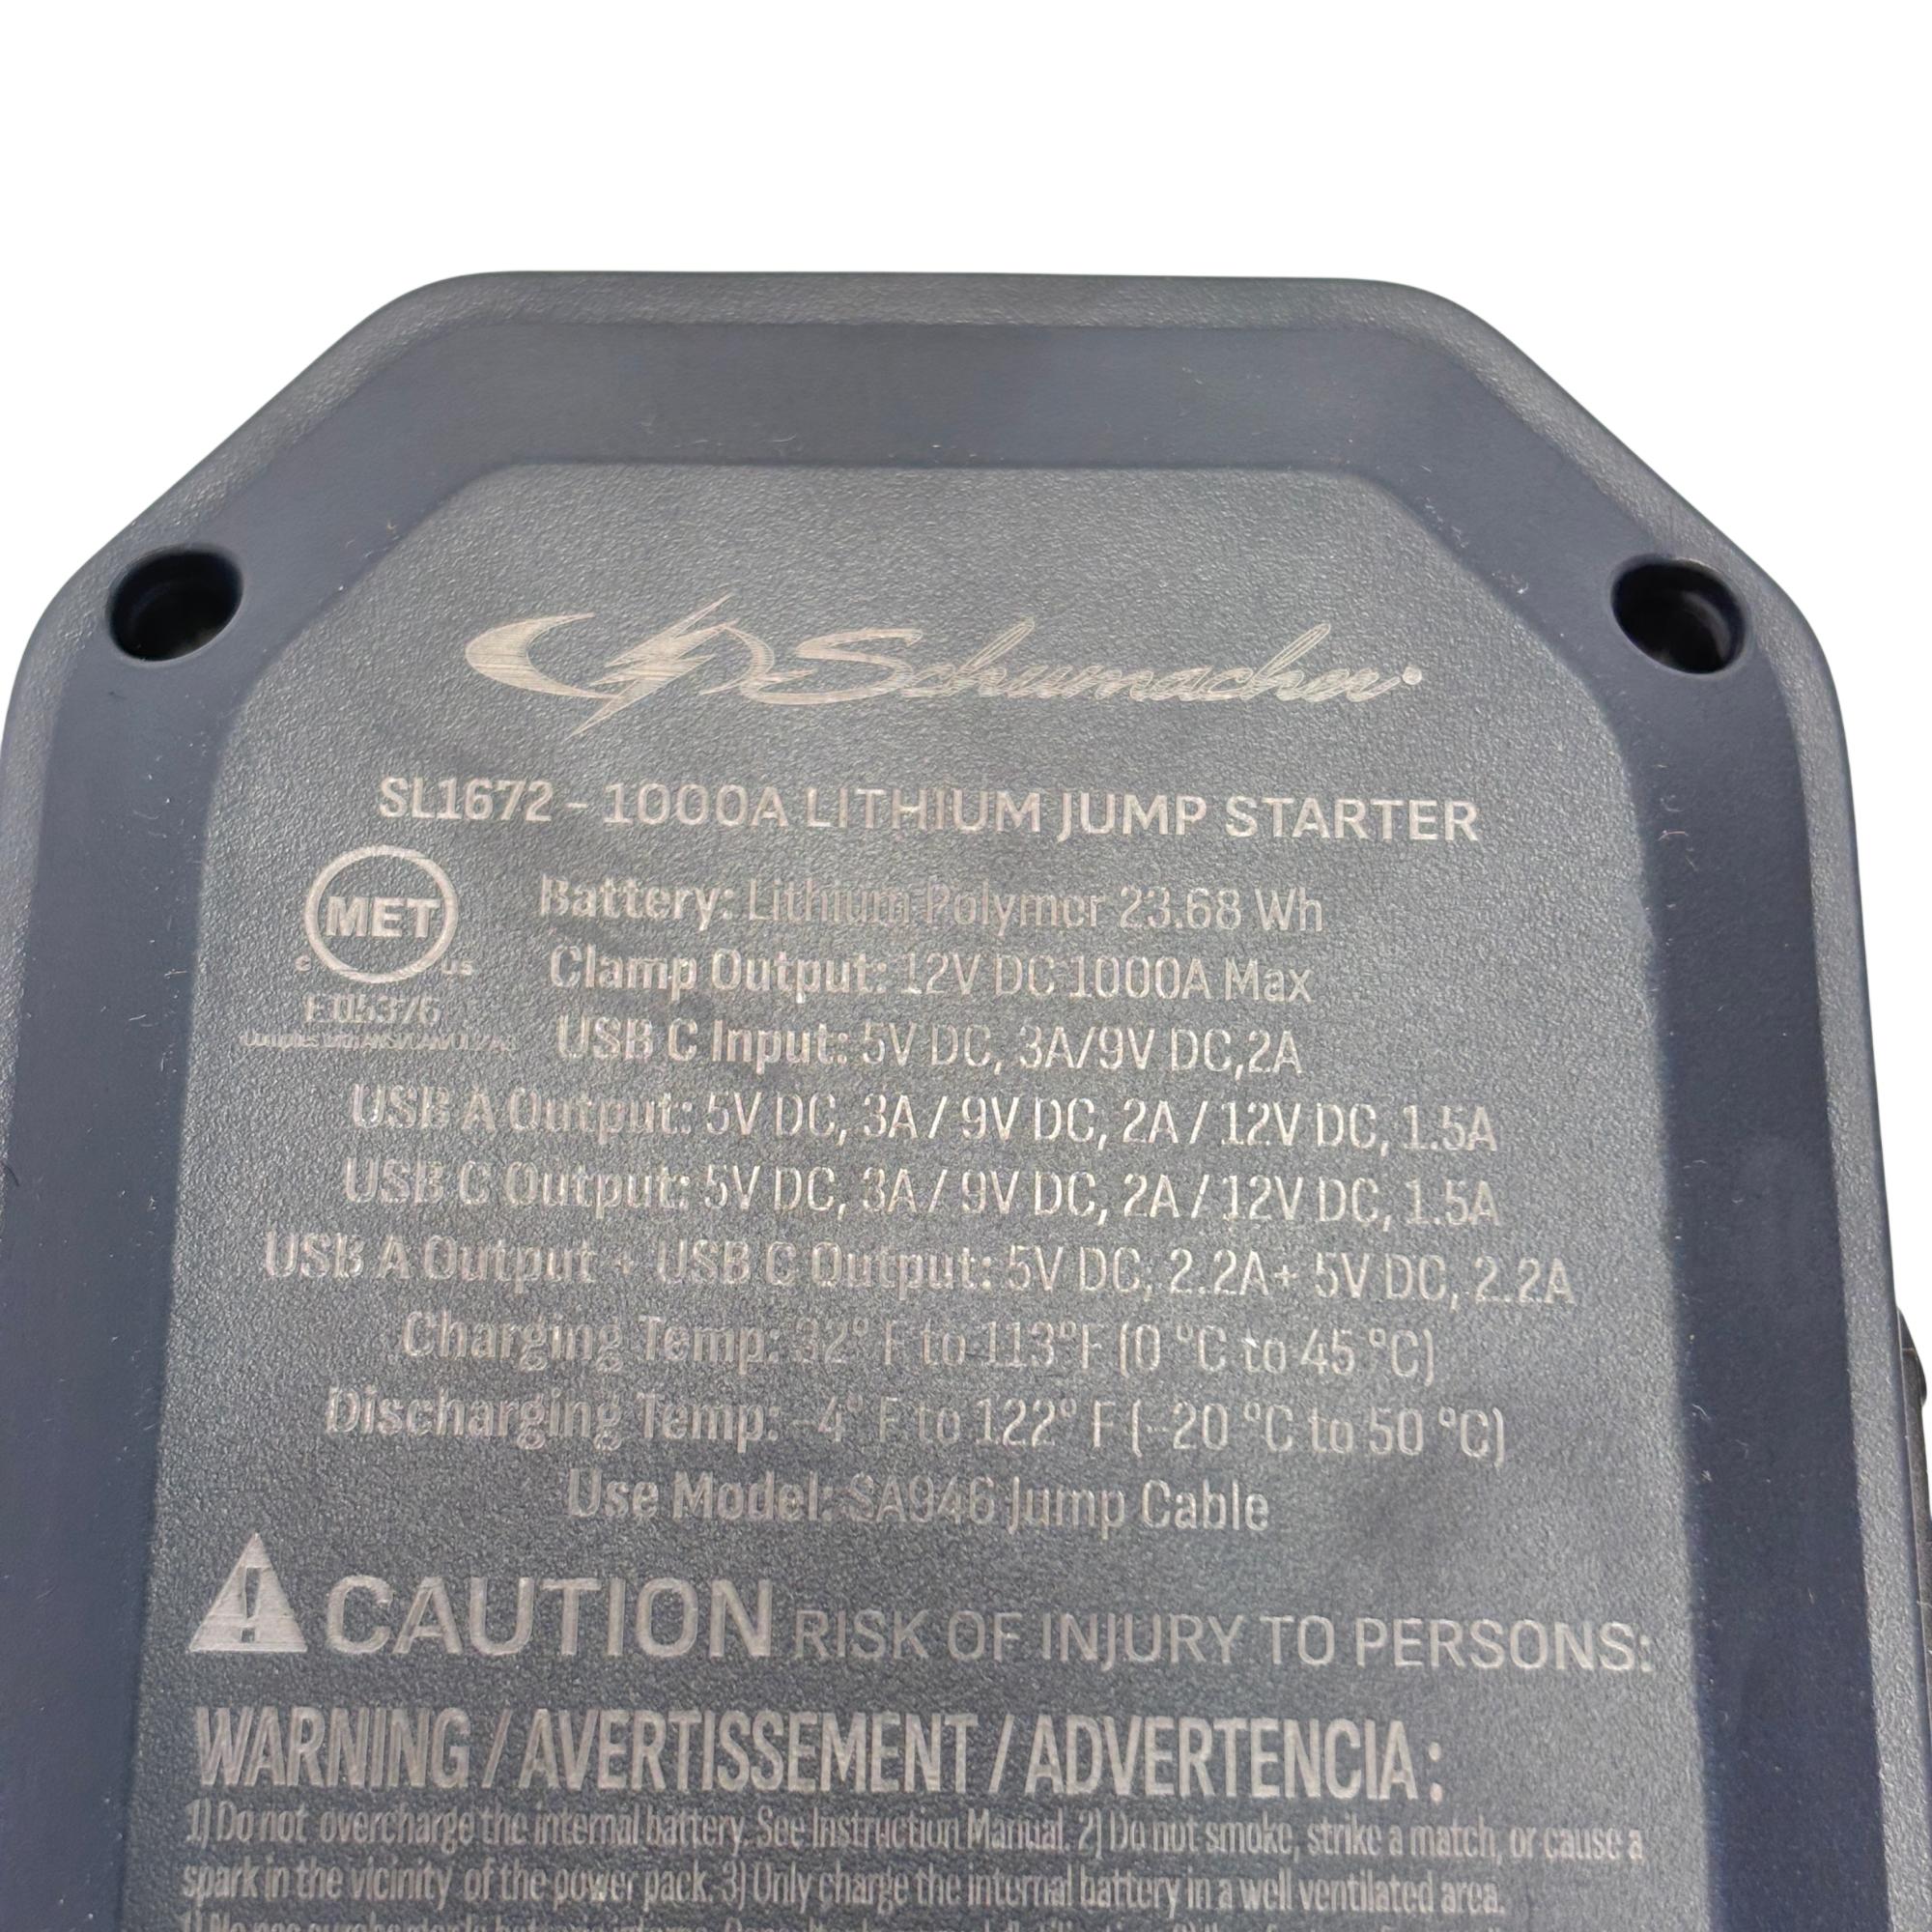 Schumacher
SL1672 - 1000A LITHIUM JUMP STARTER
MET
c us
Battery: Lithium Polymer 23.68 Wh
Clamp Output: 12V DC 1000A Max
USB C Input: 5V DC, 3A/9V DC,2A
USB A Output: 5V DC, 3A / 9V DC, 2A / 12V DC, 1.5A
USB C Output: 5V DC, 3A / 9V DC, 2A / 12V DC, 1.5A
USB A Output + USB C Output: 5V DC, 2.2A+ 5V DC, 2.2A
Charging Temp: 32° F to 113°F (0 °C to 45 °C)
Discharging Temp: -4° F to 122° F (-20 °C to 50 °C)
Use Model: SA946 Jump Cable
CAUTION RISK OF INJURY TO PERSONS:
WARNING / AVERTISSEMENT / ADVERTENCIA :
1) Do not overcharge the internal battery. See Instruction Manual. 2) Do not smoke, strike a match, or cause a
spark in the vicinity of the power pack. 3) Only charge the internal battery in a well ventilated area.